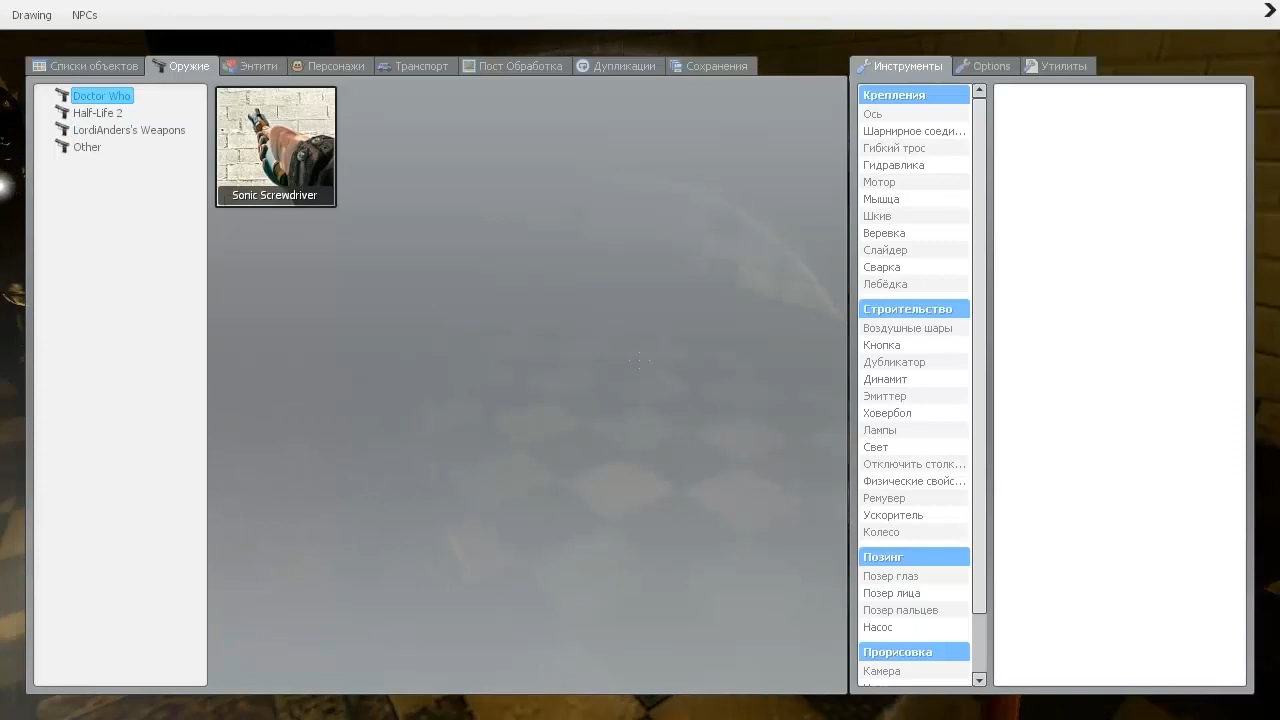 Drawing NPCs
Списки объектов Оружие Энтити Персонажи Транспорт Пост Обработка Дупликации Сохранения
Doctor Who
Half-Life 2
LordiAnders's Weapons
Other
Sonic Screwdriver
Инструменты Options Утилиты
Крепления
Ось
Шарнирное соеди...
Гибкий трос
Гидравлика
Мотор
Мышца
Шкив
Веревка
Слайдер
Сварка
Лебёдка
Строительство
Воздушные шары
Кнопка
Дубликатор
Динамит
Эмиттер
Ховербол
Лампы
Свет
Отключить столк...
Физические свойс...
Ремувер
Ускоритель
Колесо
Позинг
Позер глаз
Позер лица
Позер пальцев
Насос
Прорисовка
Камера